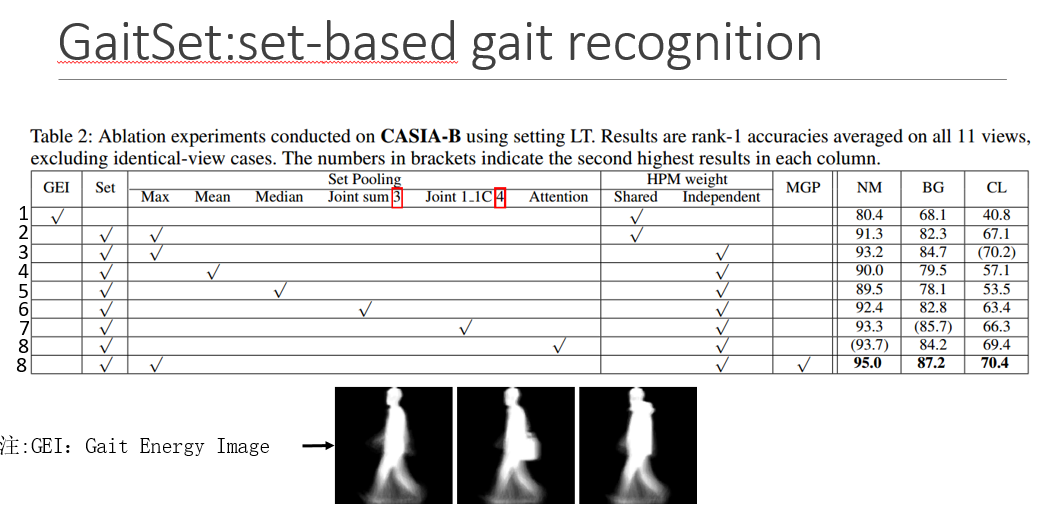 GaitSet:set-based gait recognition
Table 2: Ablation experiments conducted on CASIA-B using setting LT. Results are rank-1 accuracies averaged on all 11 views,
excluding identical-view cases. The numbers in brackets indicate the second highest results in each column.
GEI Set Set Pooling HPM weight MGP NM BG CL
Max Mean Median Joint sum 3 Joint 1_1C 4 Attention Shared Independent
1 √ √ 80.4 68.1 40.8
2 √ √ √ 91.3 82.3 67.1
3 √ √ √ 93.2 84.7 (70.2)
4 √ √ √ 90.0 79.5 57.1
5 √ √ √ 89.5 78.1 53.5
6 √ √ √ 92.4 82.8 63.4
7 √ √ √ 93.3 (85.7) 66.3
8 √ √ √ (93.7) 84.2 69.4
8 √ √ √ √ 95.0 87.2 70.4
注:GEI: Gait Energy Image